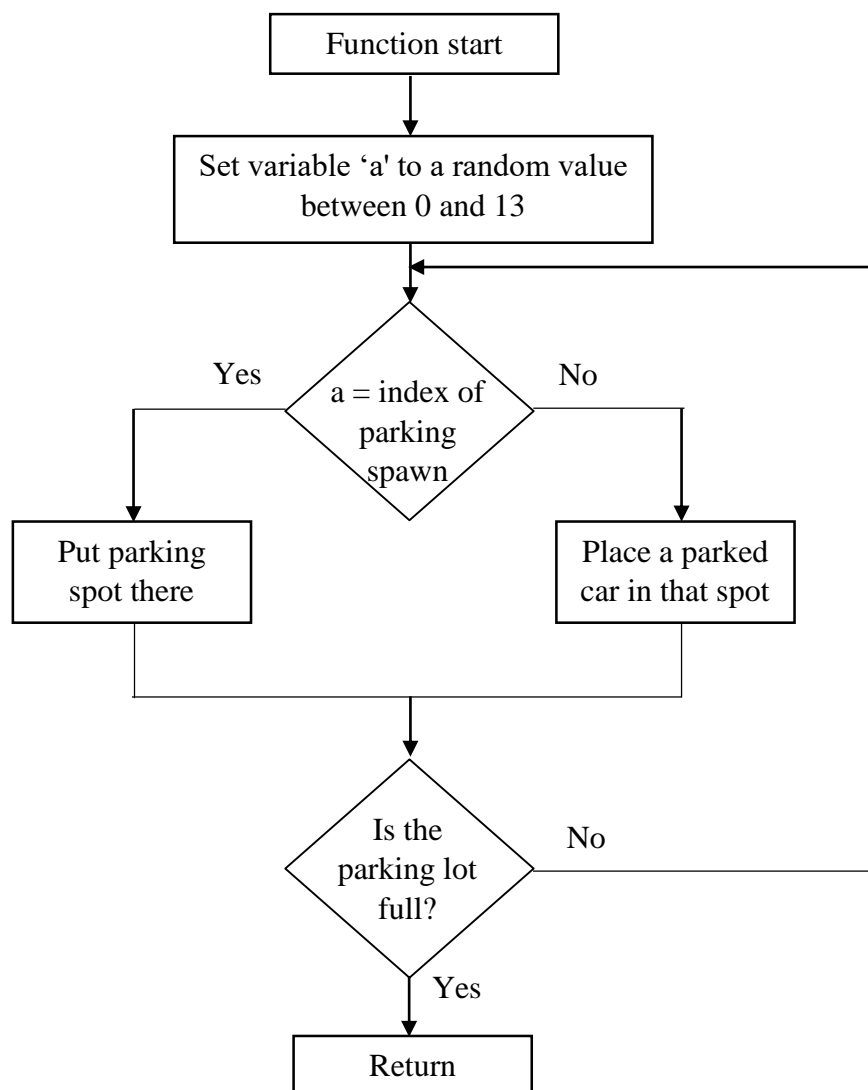 Function start
Set variable ‘a' to a random value
between 0 and 13
Yes
No
a = index of
parking
spawn
Put parking
spot there
Place a parked
car in that spot
Is the
parking lot
full?
No
Yes
Return